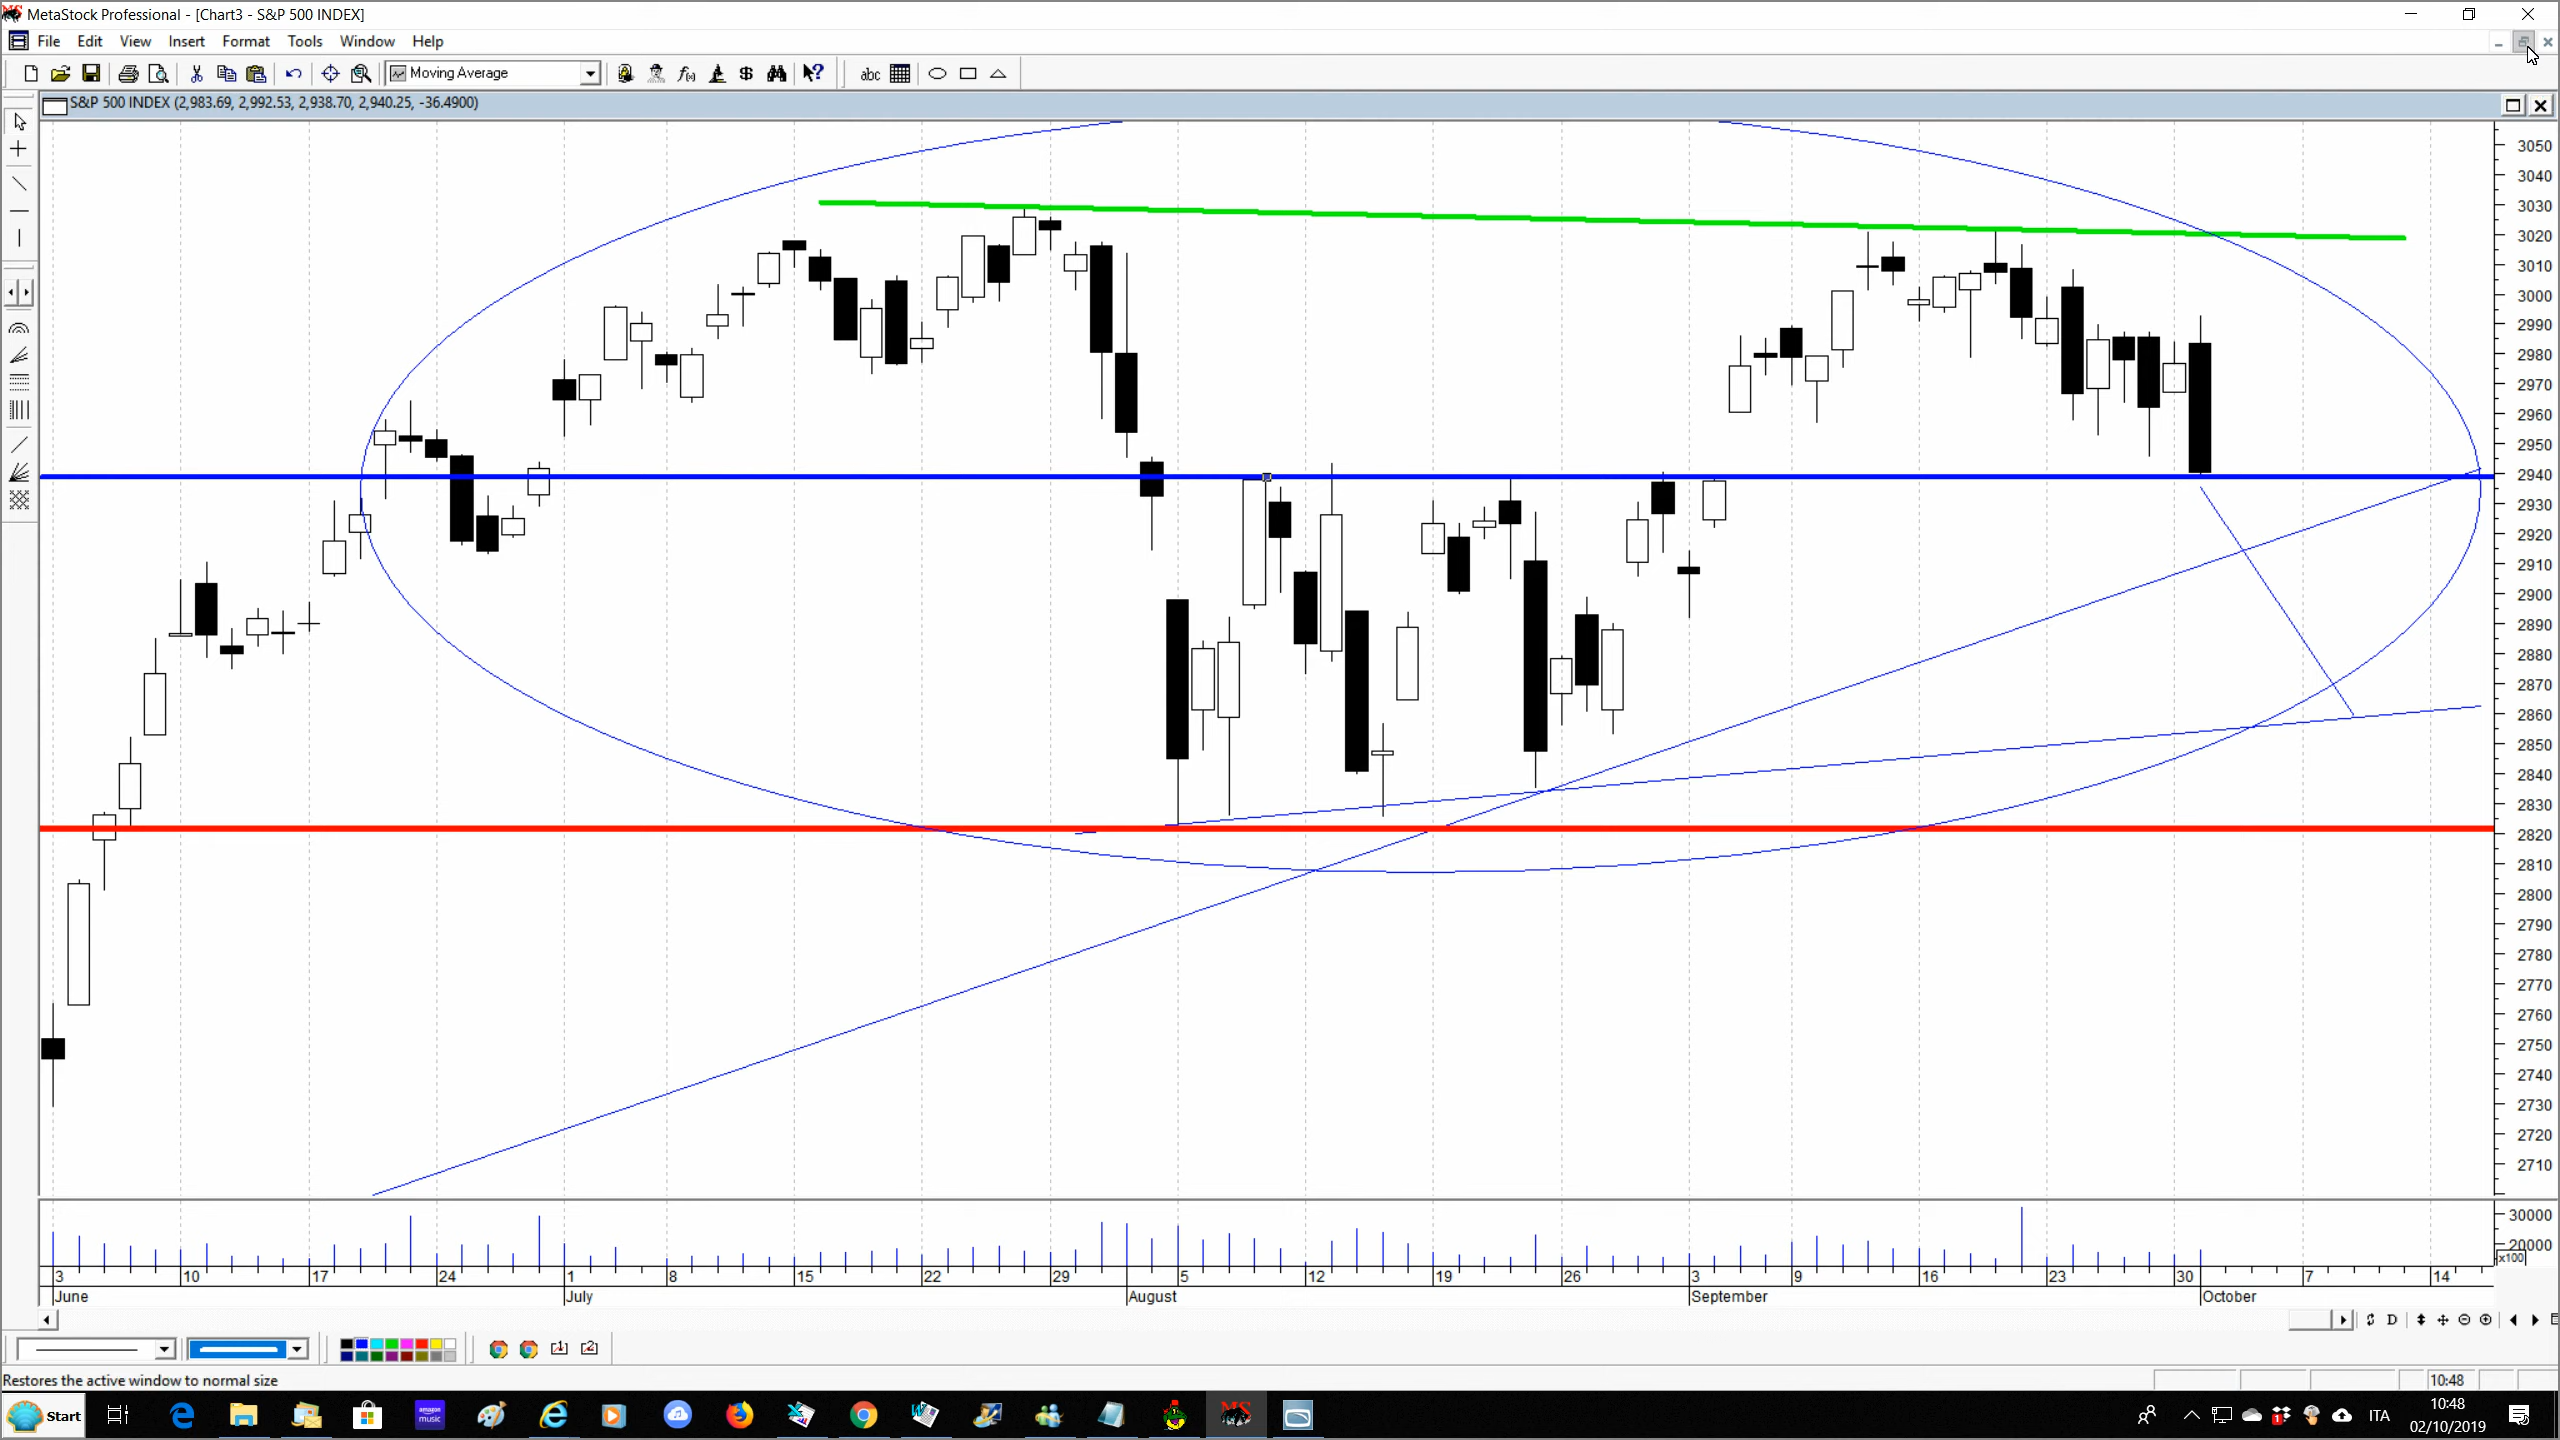 MetaStock Professional - [Chart3 - S&P 500 INDEX]
File Edit View Insert Format Tools Window Help
Moving Average
abc
S&P 500 INDEX (2,983.69, 2,992.53, 2,938.70, 2,940.25, -36.4900)
3050
3040
3030
3020
3010
3000
2990
2980
2970
2960
2950
2940
2930
2920
2910
2900
2890
2880
2870
2860
2850
2840
2830
2820
2810
2800
2790
2780
2770
2760
2750
2740
2730
2720
2710
30000
20000
x100
3 10 17 24 1 8 15 22 29 5 12 19 26 3 9 16 23 30 7 14
June July August September October
D
Restores the active window to normal size
10:48
Start
amazon music
MS
ITA
10:48
02/10/2019